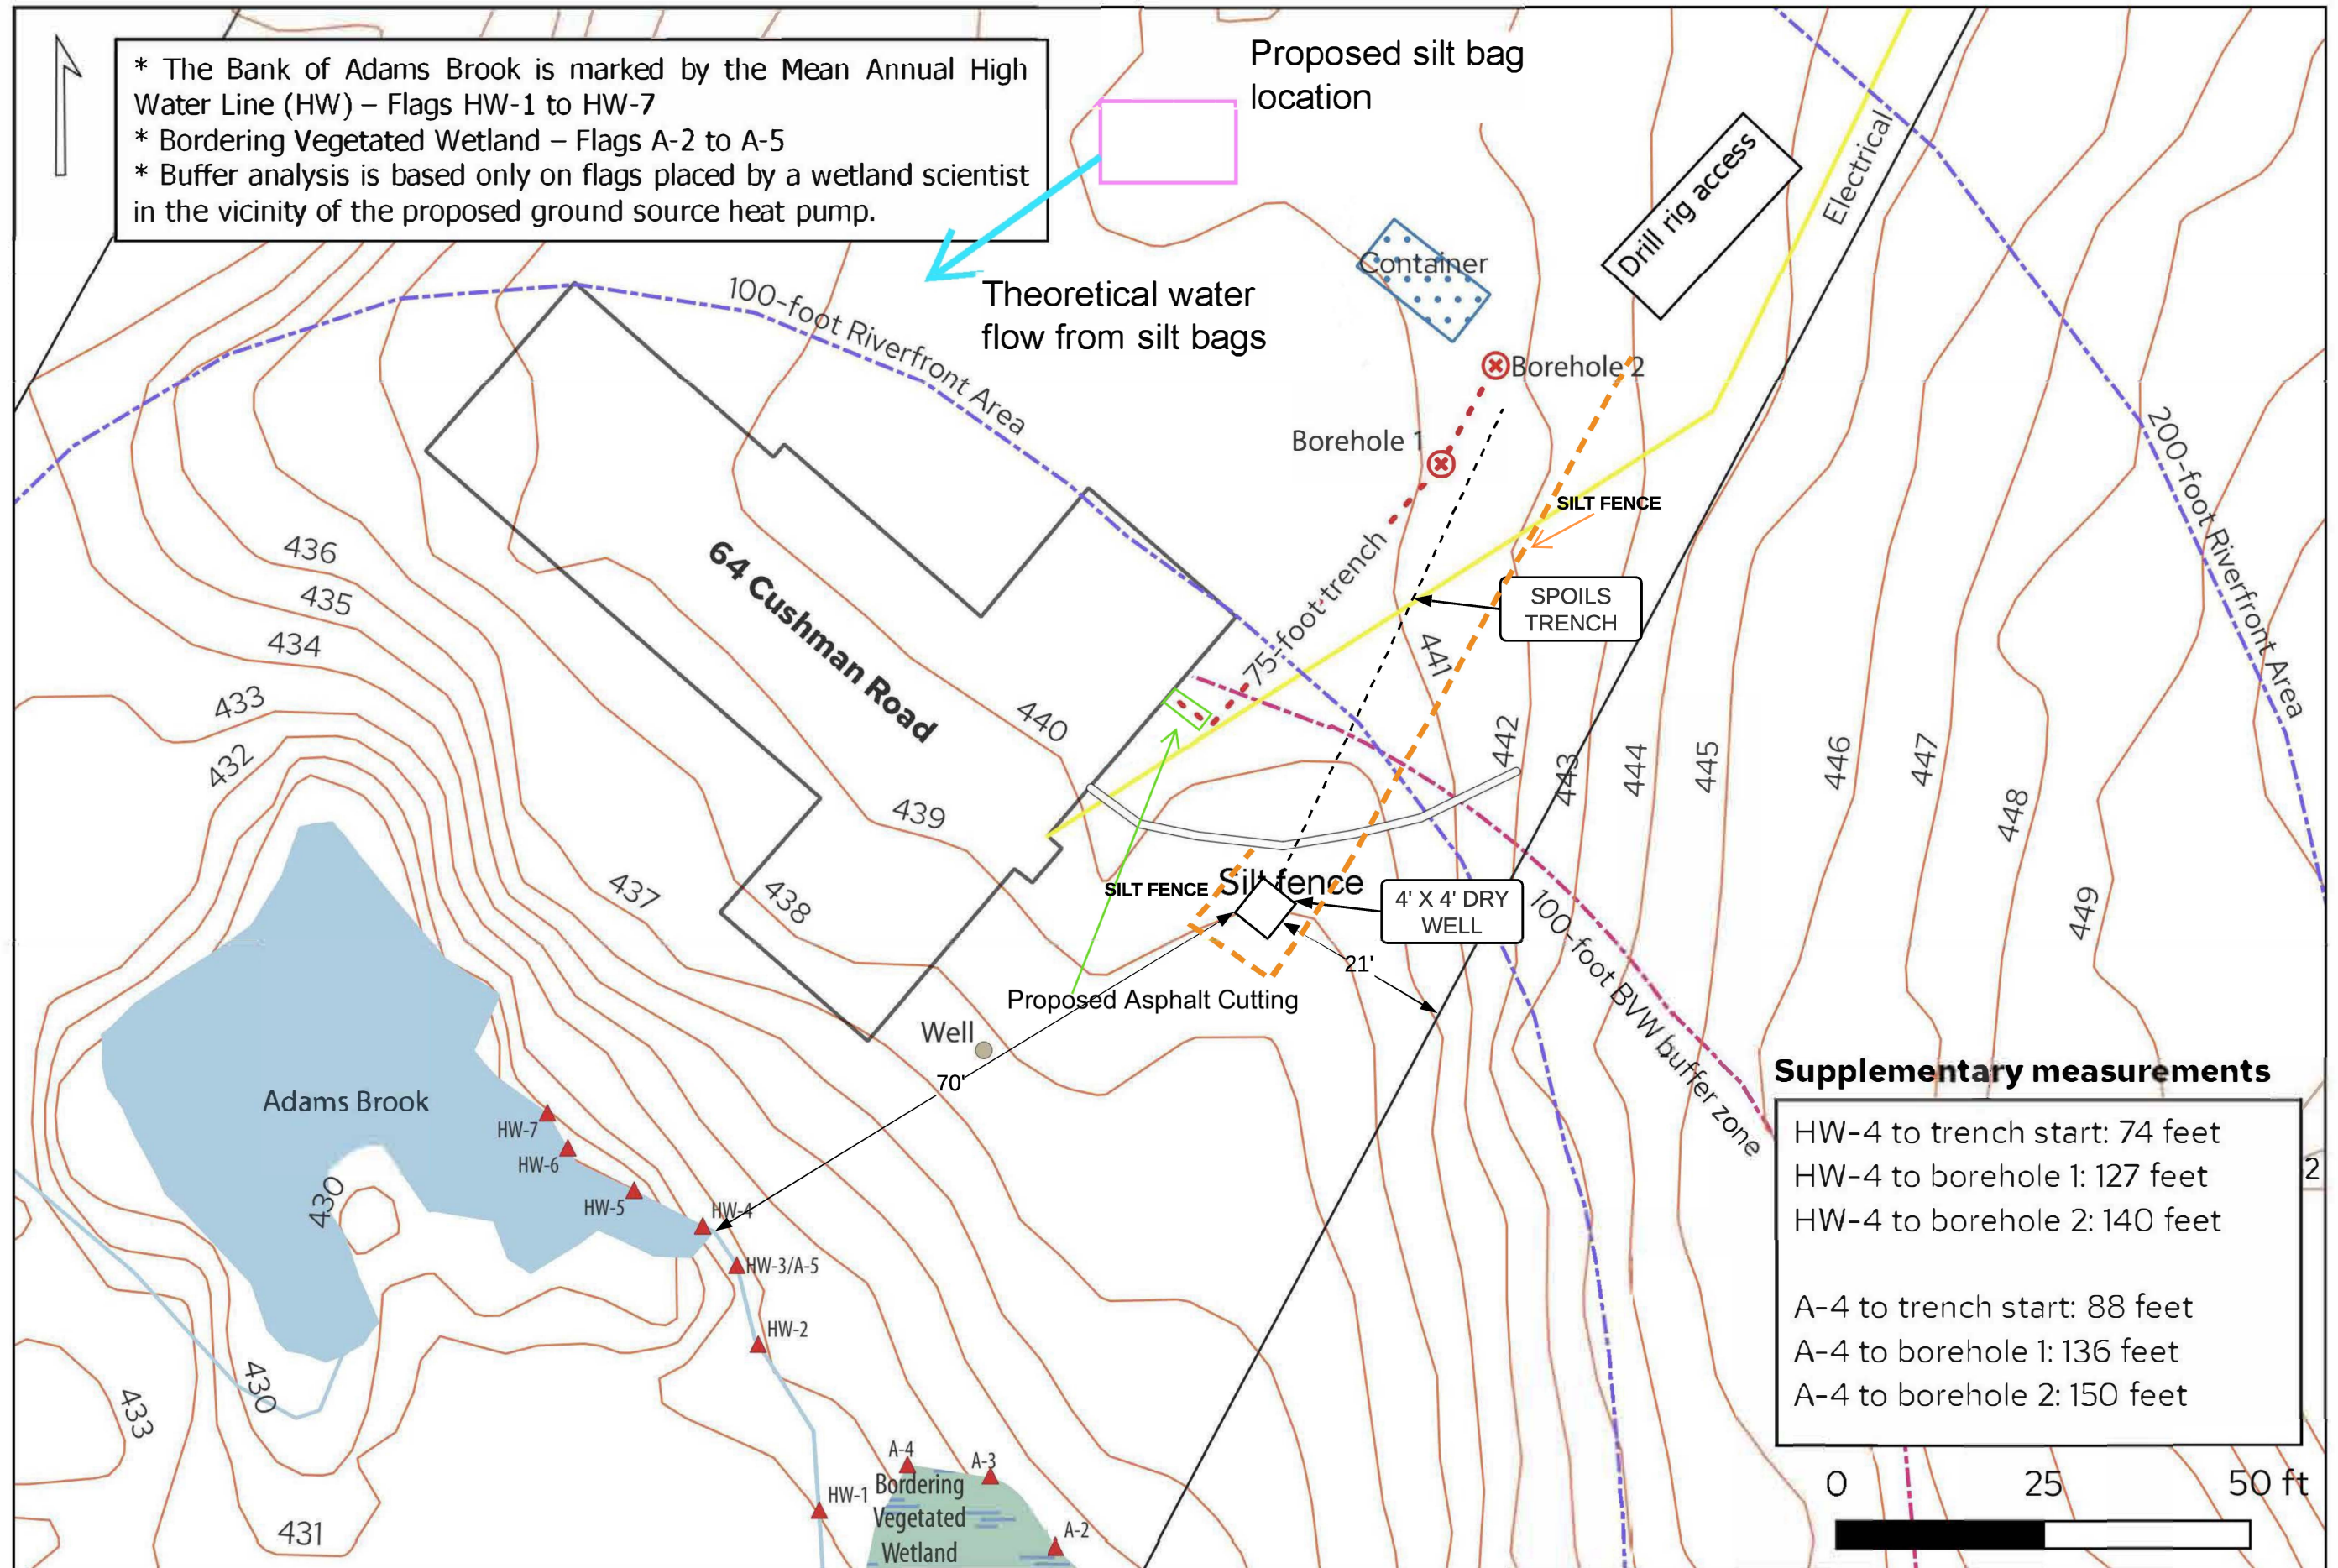 * The Bank of Adams Brook is marked by the Mean Annual High
Water Line (HW) – Flags HW-1 to HW-7
* Bordering Vegetated Wetland – Flags A-2 to A-5
* Buffer analysis is based only on flags placed by a wetland scientist
in the vicinity of the proposed ground source heat pump.
Proposed silt bag
location
Theoretical water
flow from silt bags
Container
Drill rig access
Electrical
100-foot Riverfront Area
200-foot Riverfront Area
Borehole 2
Borehole 1
SILT FENCE
75-foot trench
SPOILS
TRENCH
64 Cushman Road
436
435
434
433
432
440
439
438
437
441
442
443
444
445
446
447
448
449
SILT FENCE
Silt fence
4' X 4' DRY
WELL
21'
Proposed Asphalt Cutting
100-foot BVW buffer zone
Well
70'
Adams Brook
HW-7
HW-6
HW-5
HW-4
HW-3/A-5
HW-2
HW-1
430
430
433
431
A-4
A-3
A-2
Bordering
Vegetated
Wetland
Supplementary measurements
HW-4 to trench start: 74 feet
HW-4 to borehole 1: 127 feet
HW-4 to borehole 2: 140 feet
A-4 to trench start: 88 feet
A-4 to borehole 1: 136 feet
A-4 to borehole 2: 150 feet
2
0 25 50 ft